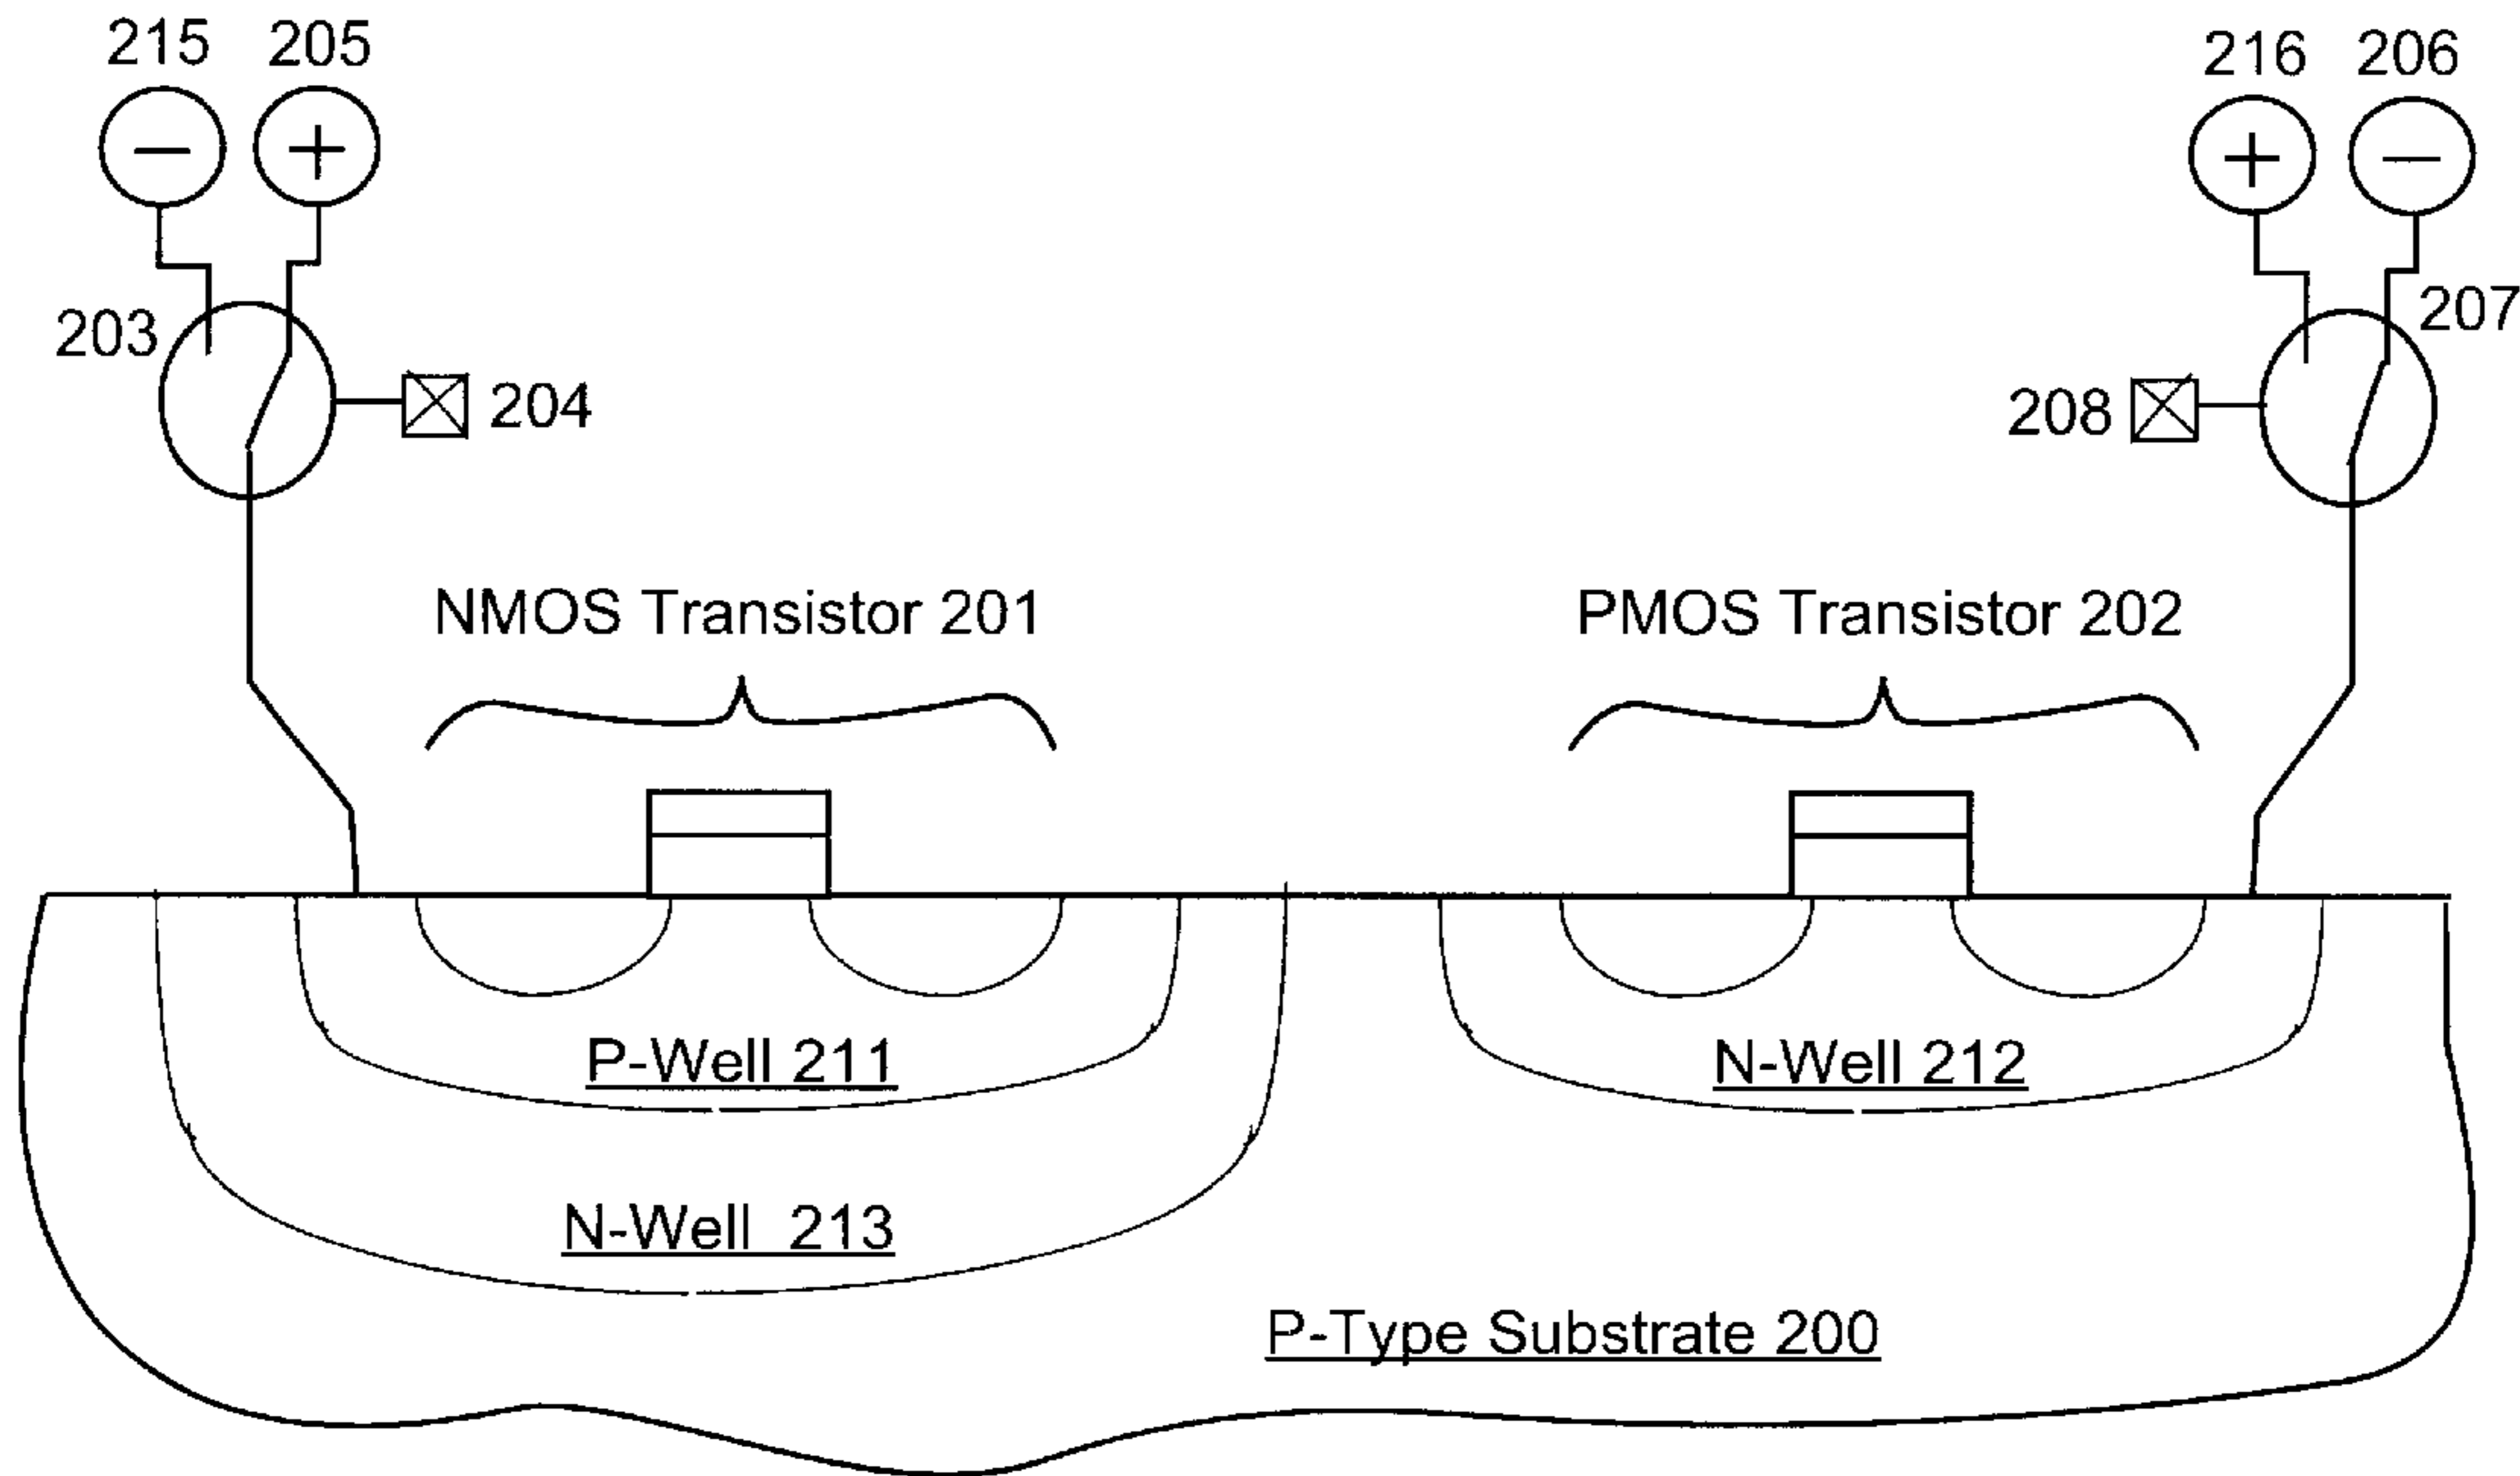 215 205
216 206
203
207
204
208
NMOS Transistor 201
PMOS Transistor 202
P-Well 211
N-Well 212
N-Well 213
P-Type Substrate 200